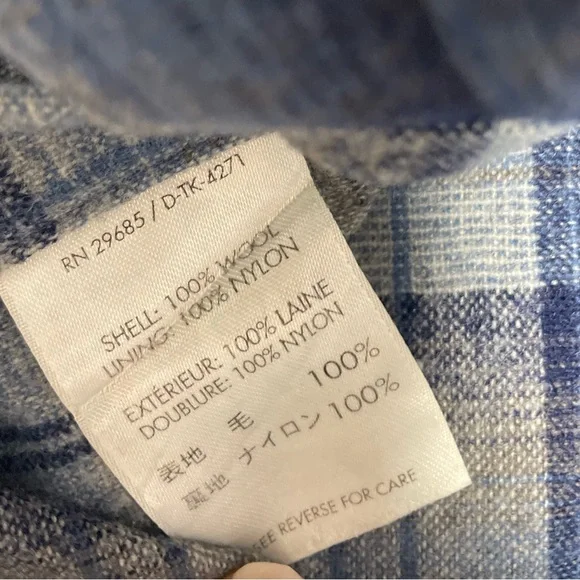 RN 29685 / D-TK-4271
SHELL: 100% WOOL
LINING: 100% NYLON
EXTÉRIEUR: 100% LAINE
DOUBLURE: 100% NYLON
表地 毛 100%
裏地 ナイロン 100%
SEE REVERSE FOR CARE